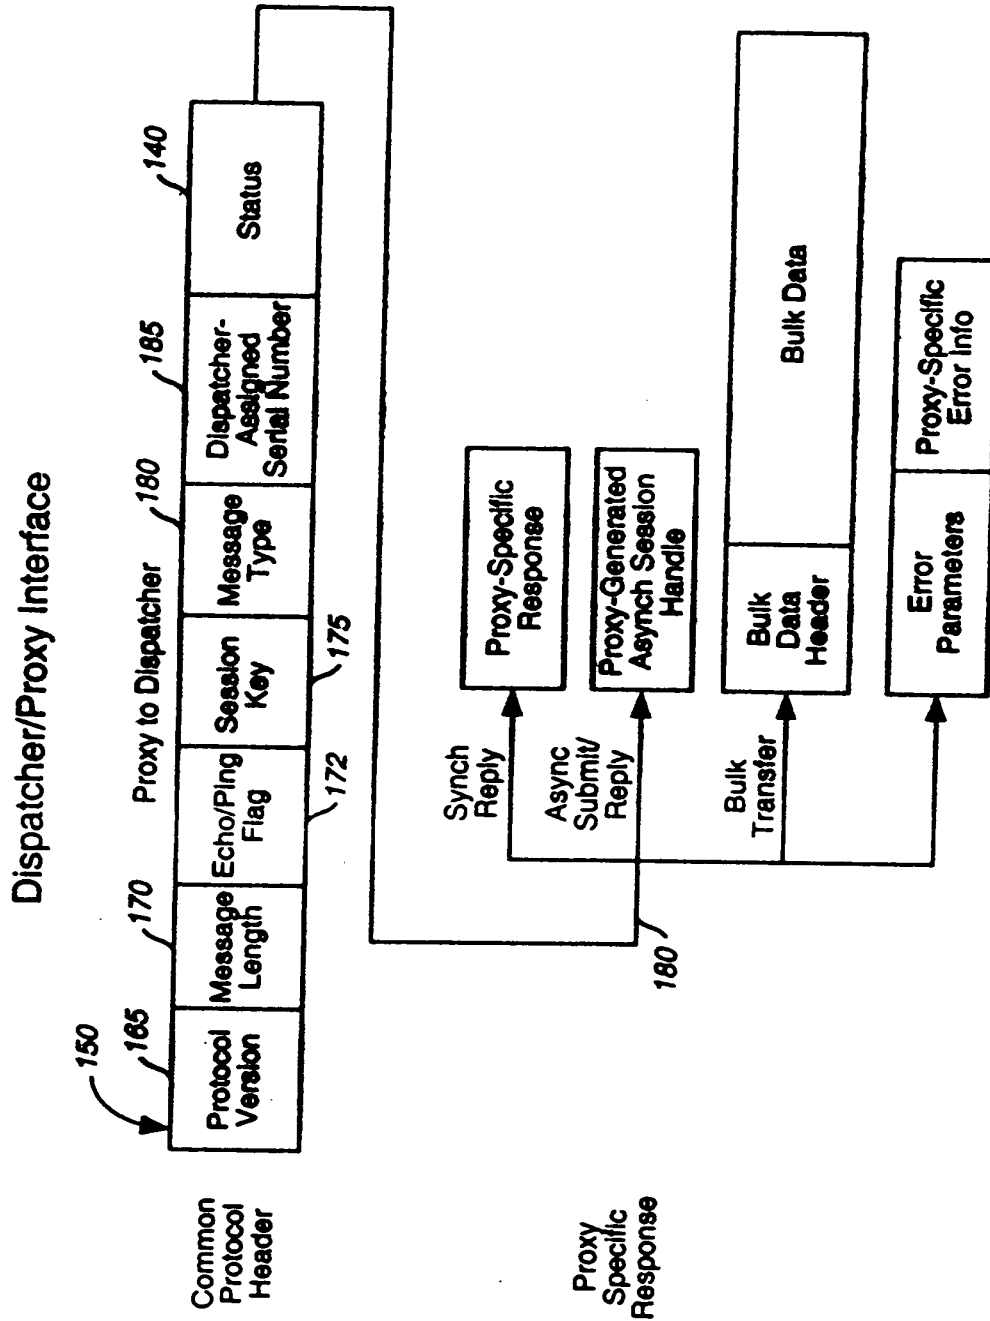 Dispatcher/Proxy Interface
Proxy to Dispatcher
150
165
170
180
185
140
Common
Protocol
Header
Protocol
Version
Message
Length
Echo/Ping
Flag
Session
Key
Message
Type
Dispatcher-
Assigned
Serial Number
Status
172
175
Proxy
Specific
Response
180
Synch
Reply
Proxy-Specific
Response
Async
Submit/
Reply
Proxy-Generated
Asynch Session
Handle
Bulk
Transfer
Bulk
Data
Header
Bulk Data
Error
Parameters
Proxy-Specific
Error Info